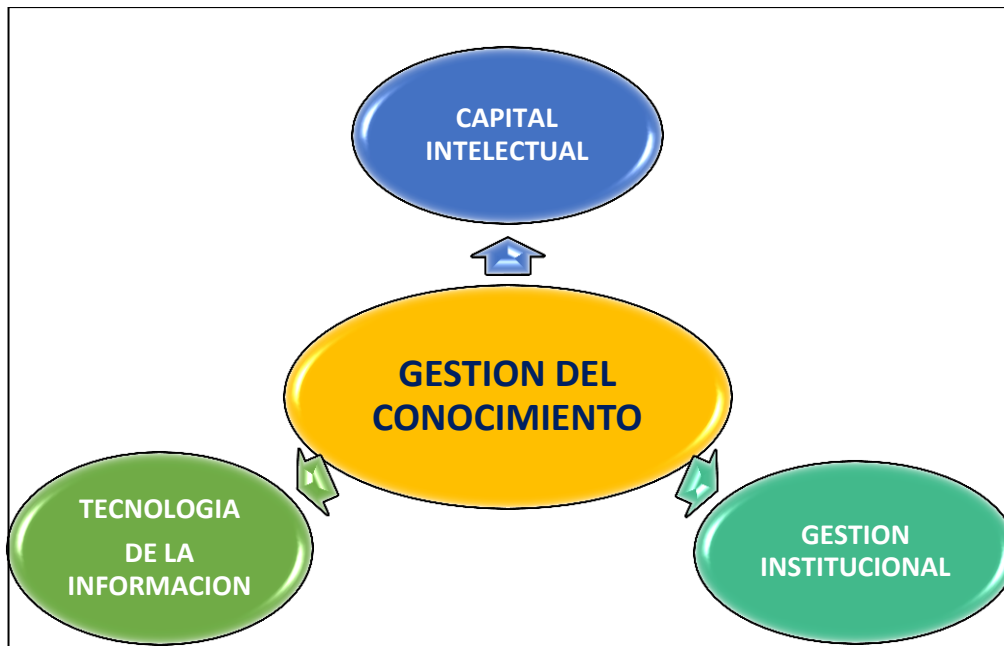 CAPITAL
INTELECTUAL
GESTION DEL
CONOCIMIENTO
TECNOLOGIA
DE LA
INFORMACION
GESTION
INSTITUCIONAL